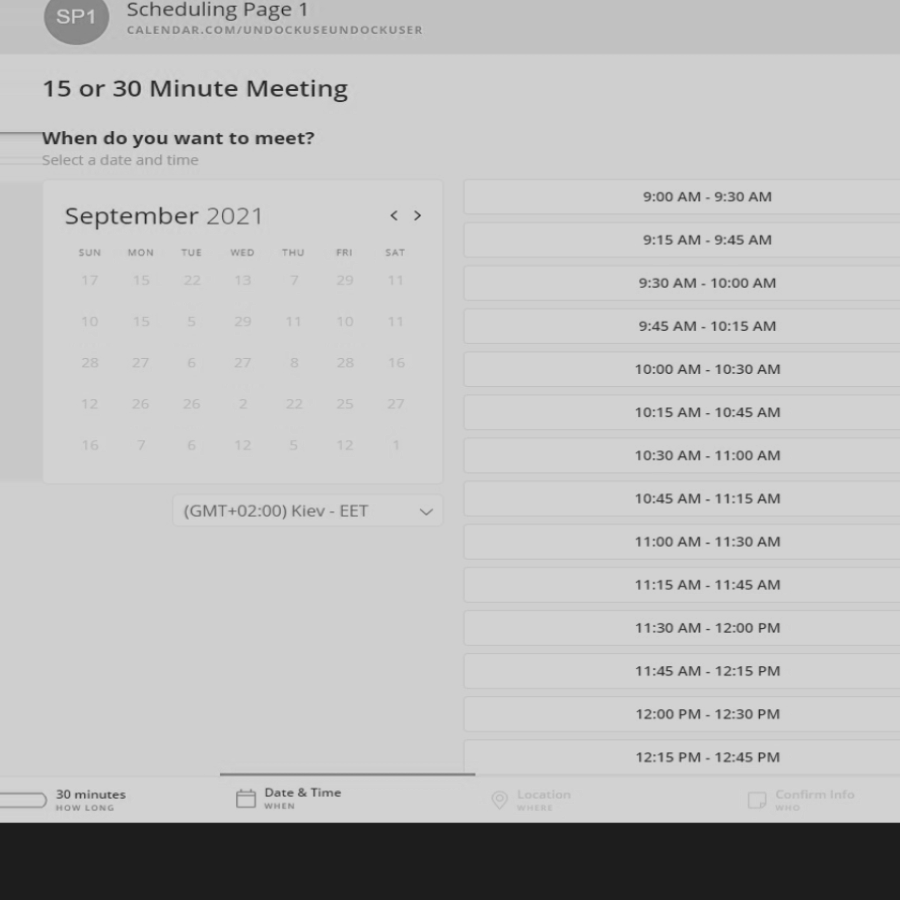 SP1
Scheduling Page 1
CALENDAR.COM/UNDOCKUSEUNDOCKUSER
15 or 30 Minute Meeting
When do you want to meet?
Select a date and time
September 2021 < >
SUN MON TUE WED THU FRI SAT
17 15 22 13 7 29 11
10 15 5 29 11 10 11
28 27 6 27 8 28 16
12 26 26 2 22 25 27
16 7 6 12 5 12 1
(GMT+02:00) Kiev - EET
9:00 AM - 9:30 AM
9:15 AM - 9:45 AM
9:30 AM - 10:00 AM
9:45 AM - 10:15 AM
10:00 AM - 10:30 AM
10:15 AM - 10:45 AM
10:30 AM - 11:00 AM
10:45 AM - 11:15 AM
11:00 AM - 11:30 AM
11:15 AM - 11:45 AM
11:30 AM - 12:00 PM
11:45 AM - 12:15 PM
12:00 PM - 12:30 PM
12:15 PM - 12:45 PM
30 minutes
HOW LONG
Date & Time
WHEN
Location
WHERE
Confirm Info
WHO